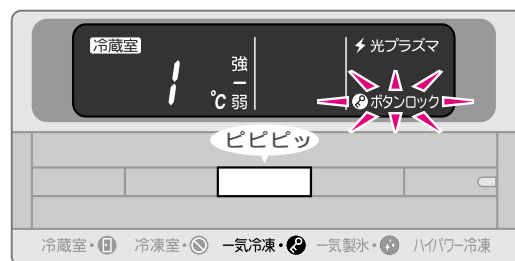 冷蔵室
1 ℃
強
ー
弱
光プラズマ
ボタンロック
ピピピッ
冷蔵室・ 冷凍室・ 一気冷凍・ 一気製氷・ ハイパワー冷凍